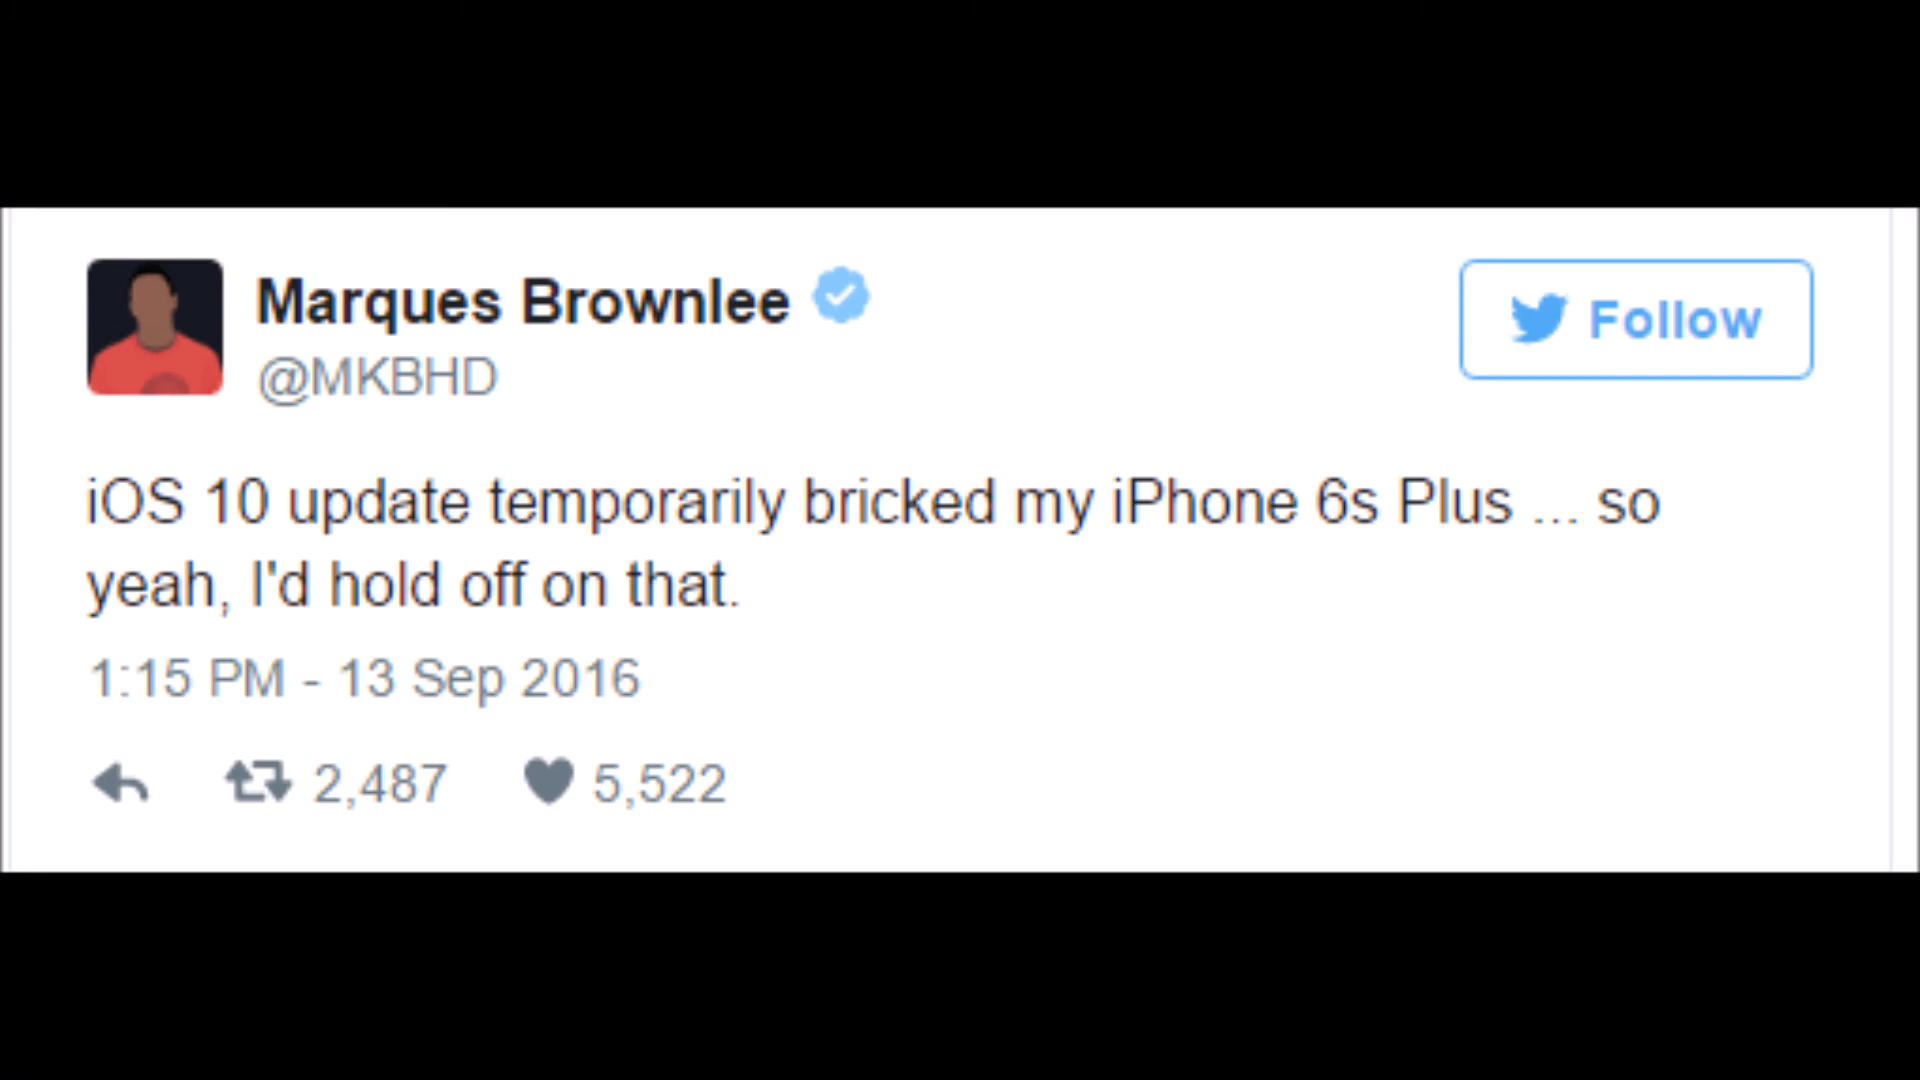 Marques Brownlee
@MKBHD
Follow
iOS 10 update temporarily bricked my iPhone 6s Plus ... so
yeah, I'd hold off on that.
1:15 PM - 13 Sep 2016
2,487 5,522